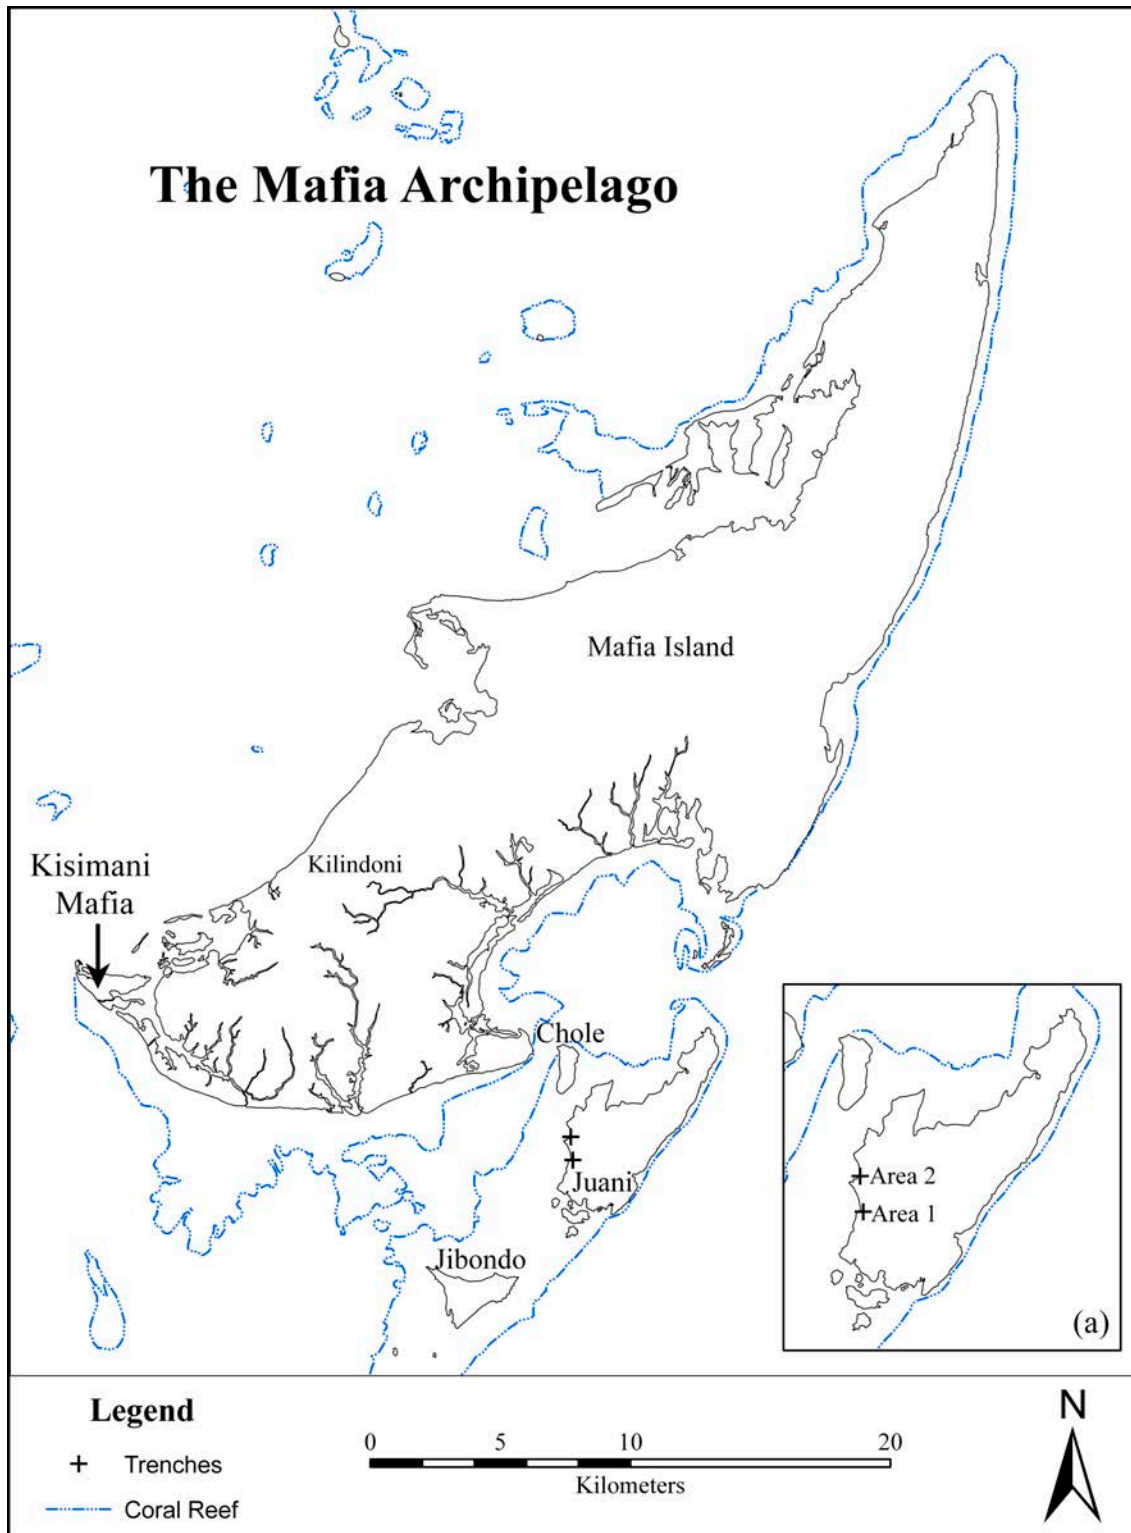 The Mafia Archipelago
Mafia Island
Kilindoni
Kisimani
Mafia
Chole
Juani
Jibondo
Area 2
Area 1
(a)
Legend
Trenches
Coral Reef
0 5 10 20
Kilometers
N